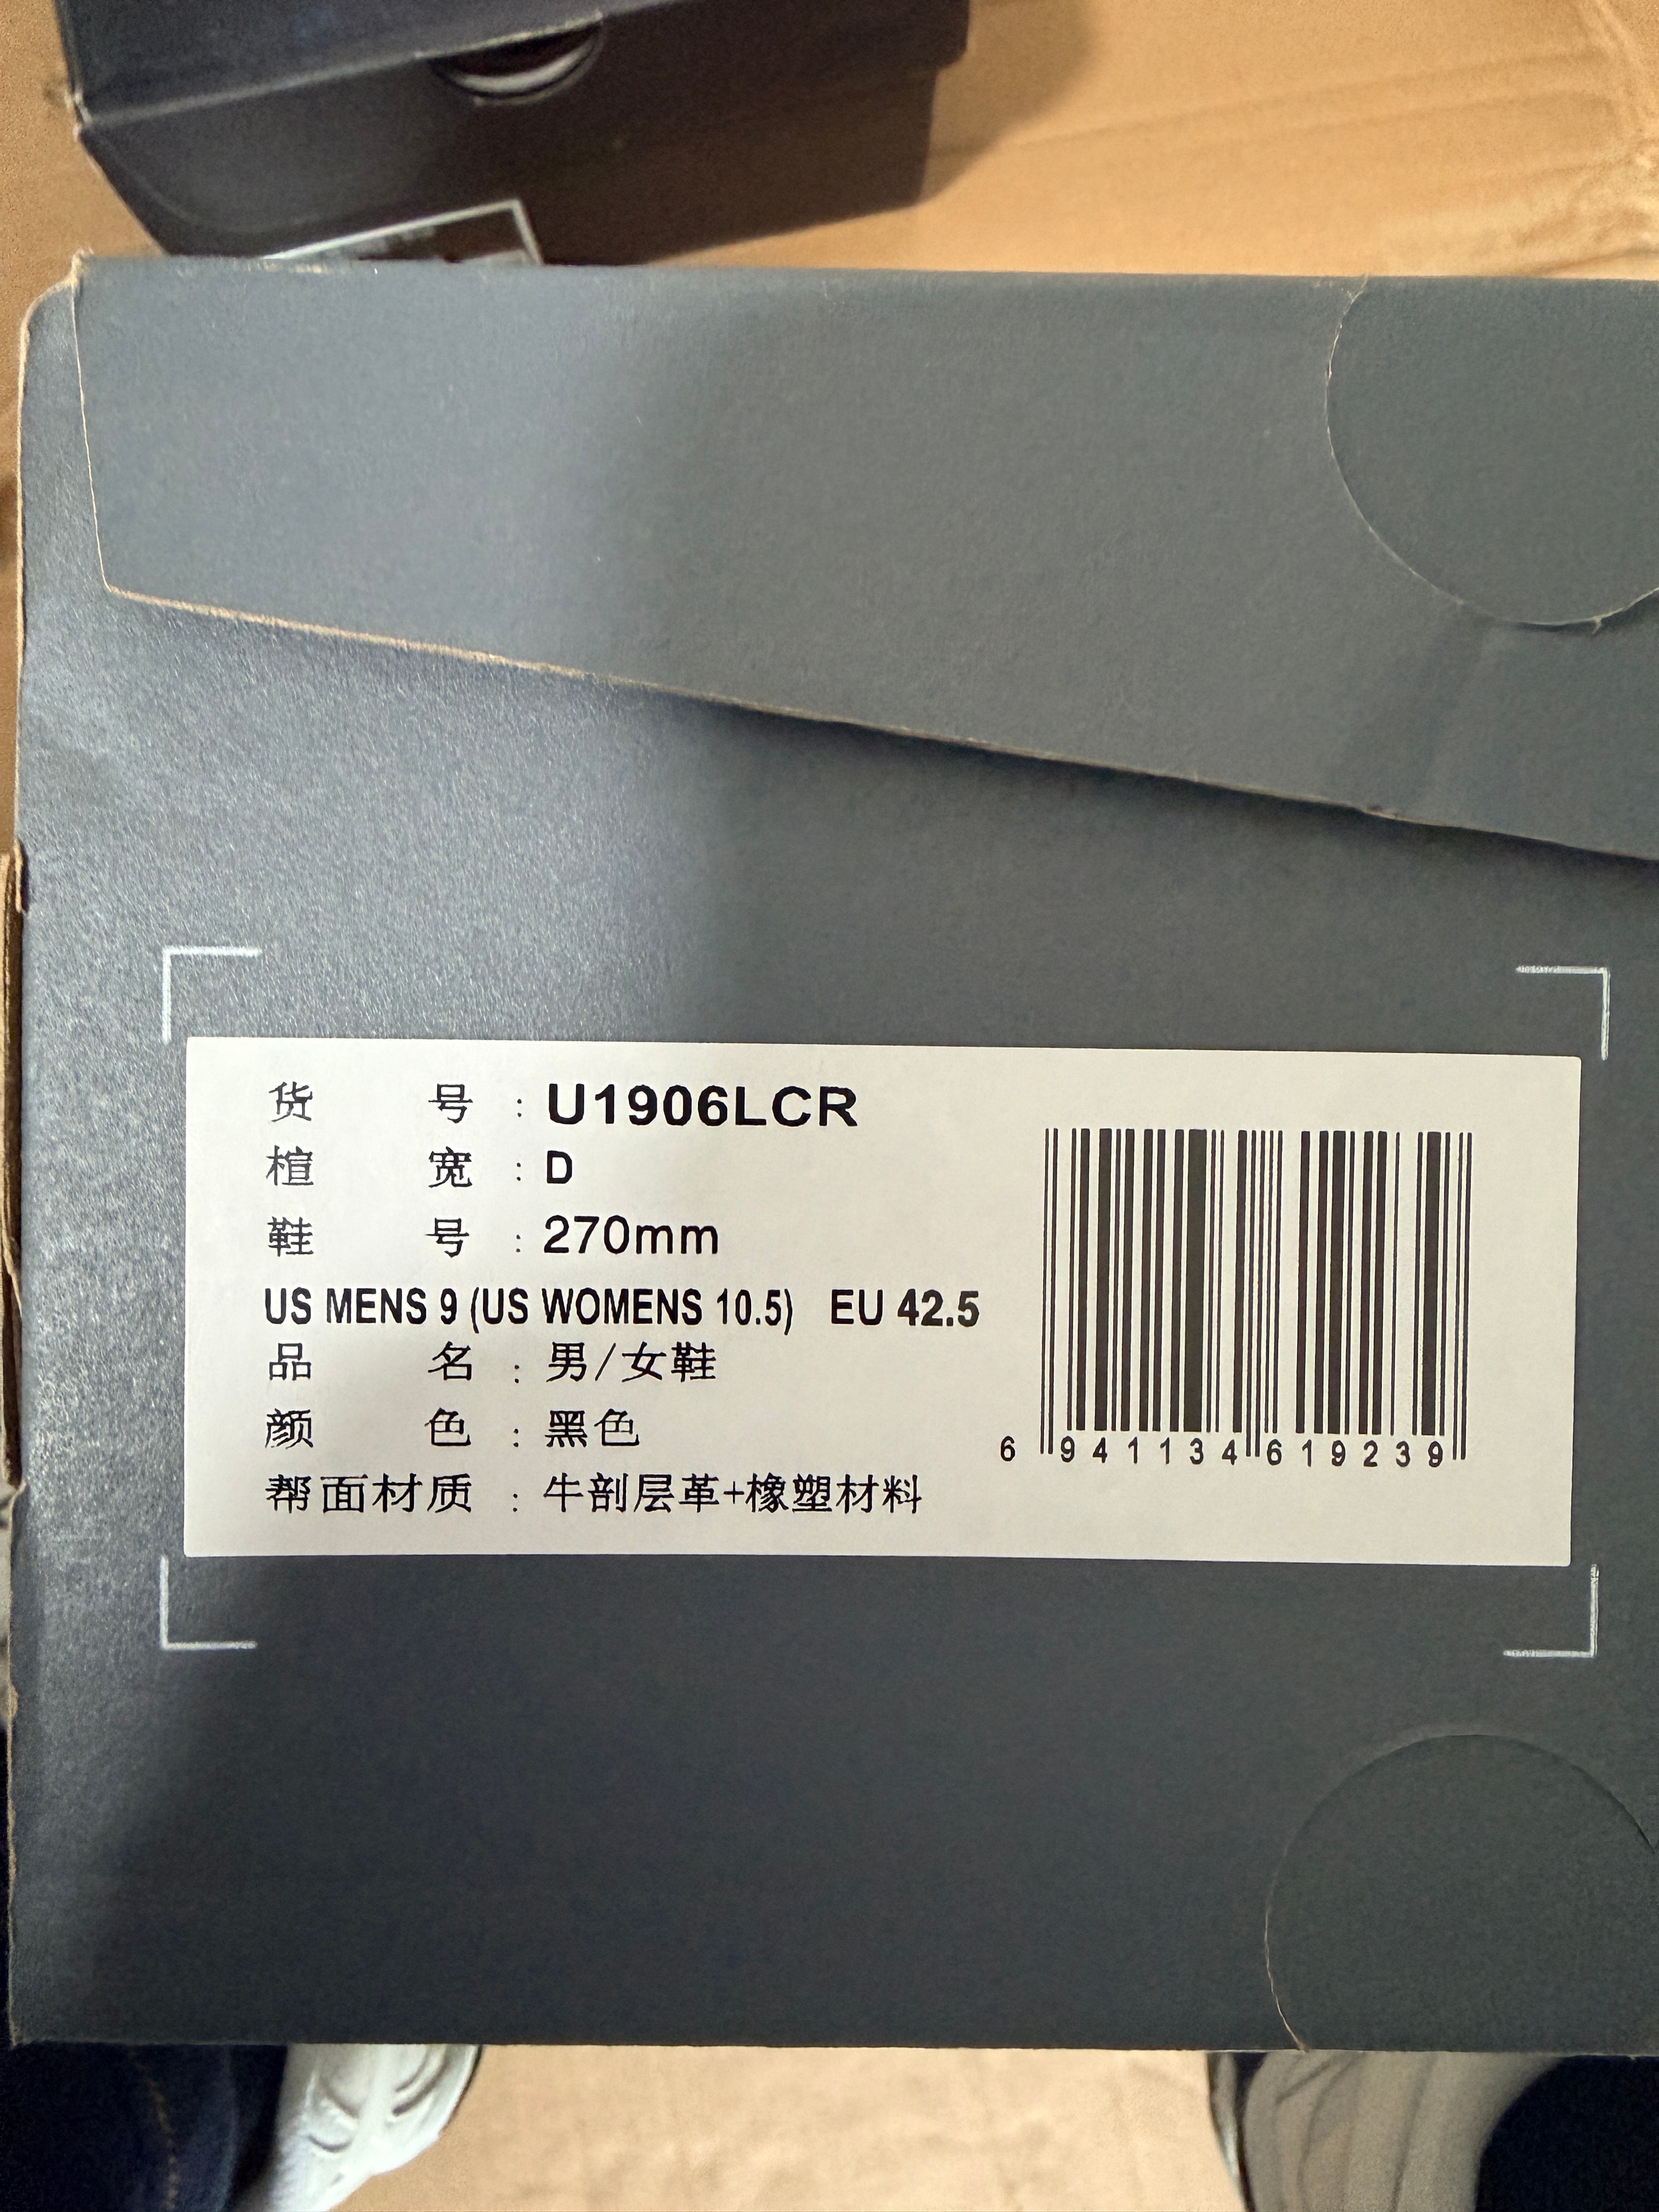 货号：U1906LCR
楦宽：D
鞋号：270mm
US MENS 9 (US WOMENS 10.5) EU 42.5
品名：男/女鞋
颜色：黑色
帮面材质：牛剖层革+橡塑材料
6 941134 619239